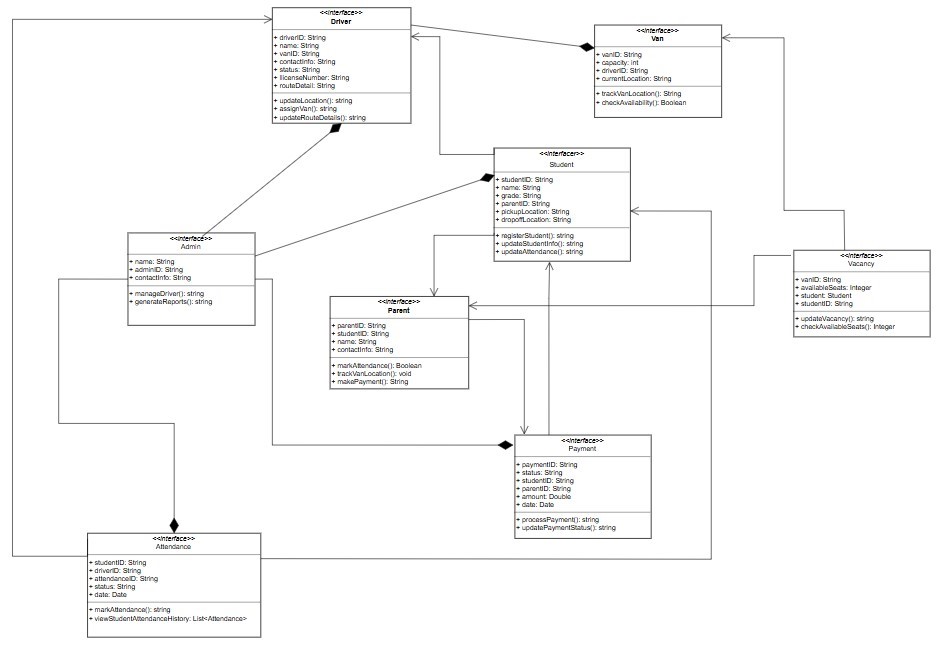 <<interface>>
Driver
+ driverID: String
+ name: String
+ vanID: String
+ contactInfo: String
+ status: String
+ licenseNumber: String
+ routeDetail: String
+ updateLocation(): string
+ assignVan(): string
+ updateRouteDetails(): string
<<interface>>
Van
+ vanID: String
+ capacity: int
+ driverID: String
+ currentLocation: String
+ trackVanLocation(): String
+ checkAvailability(): Boolean
<<interfacer>>
Student
+ studentID: String
+ name: String
+ grade: String
+ parentID: String
+ pickupLocation: String
+ dropoffLocation: String
+ registerStudent(): string
+ updateStudentInfo(): string
+ updateAttendance(): string
<<interface>>
Admin
+ name: String
+ adminID: String
+ contactInfo: String
+ manageDriver(): string
+ generateReports(): string
<<interface>>
Vacancy
+ vanID: String
+ availableSeats: Integer
+ student: Student
+ studentID: String
+ updateVacancy(): string
+ checkAvailableSeats(): Integer
<<interface>>
Parent
+ parentID: String
+ studentID: String
+ name: String
+ contactInfo: String
+ markAttendance(): Boolean
+ trackVanLocation(): void
+ makePayment(): String
<<interface>>
Payment
+ paymentID: String
+ status: String
+ studentID: String
+ parentID: String
+ amount: Double
+ date: Date
+ processPayment(): string
+ updatePaymentStatus(): string
<<interface>>
Attendance
+ studentID: String
+ driverID: String
+ attendanceID: String
+ status: String
+ date: Date
+ markAttendance(): string
+ viewStudentAttendanceHistory: List<Attendance>